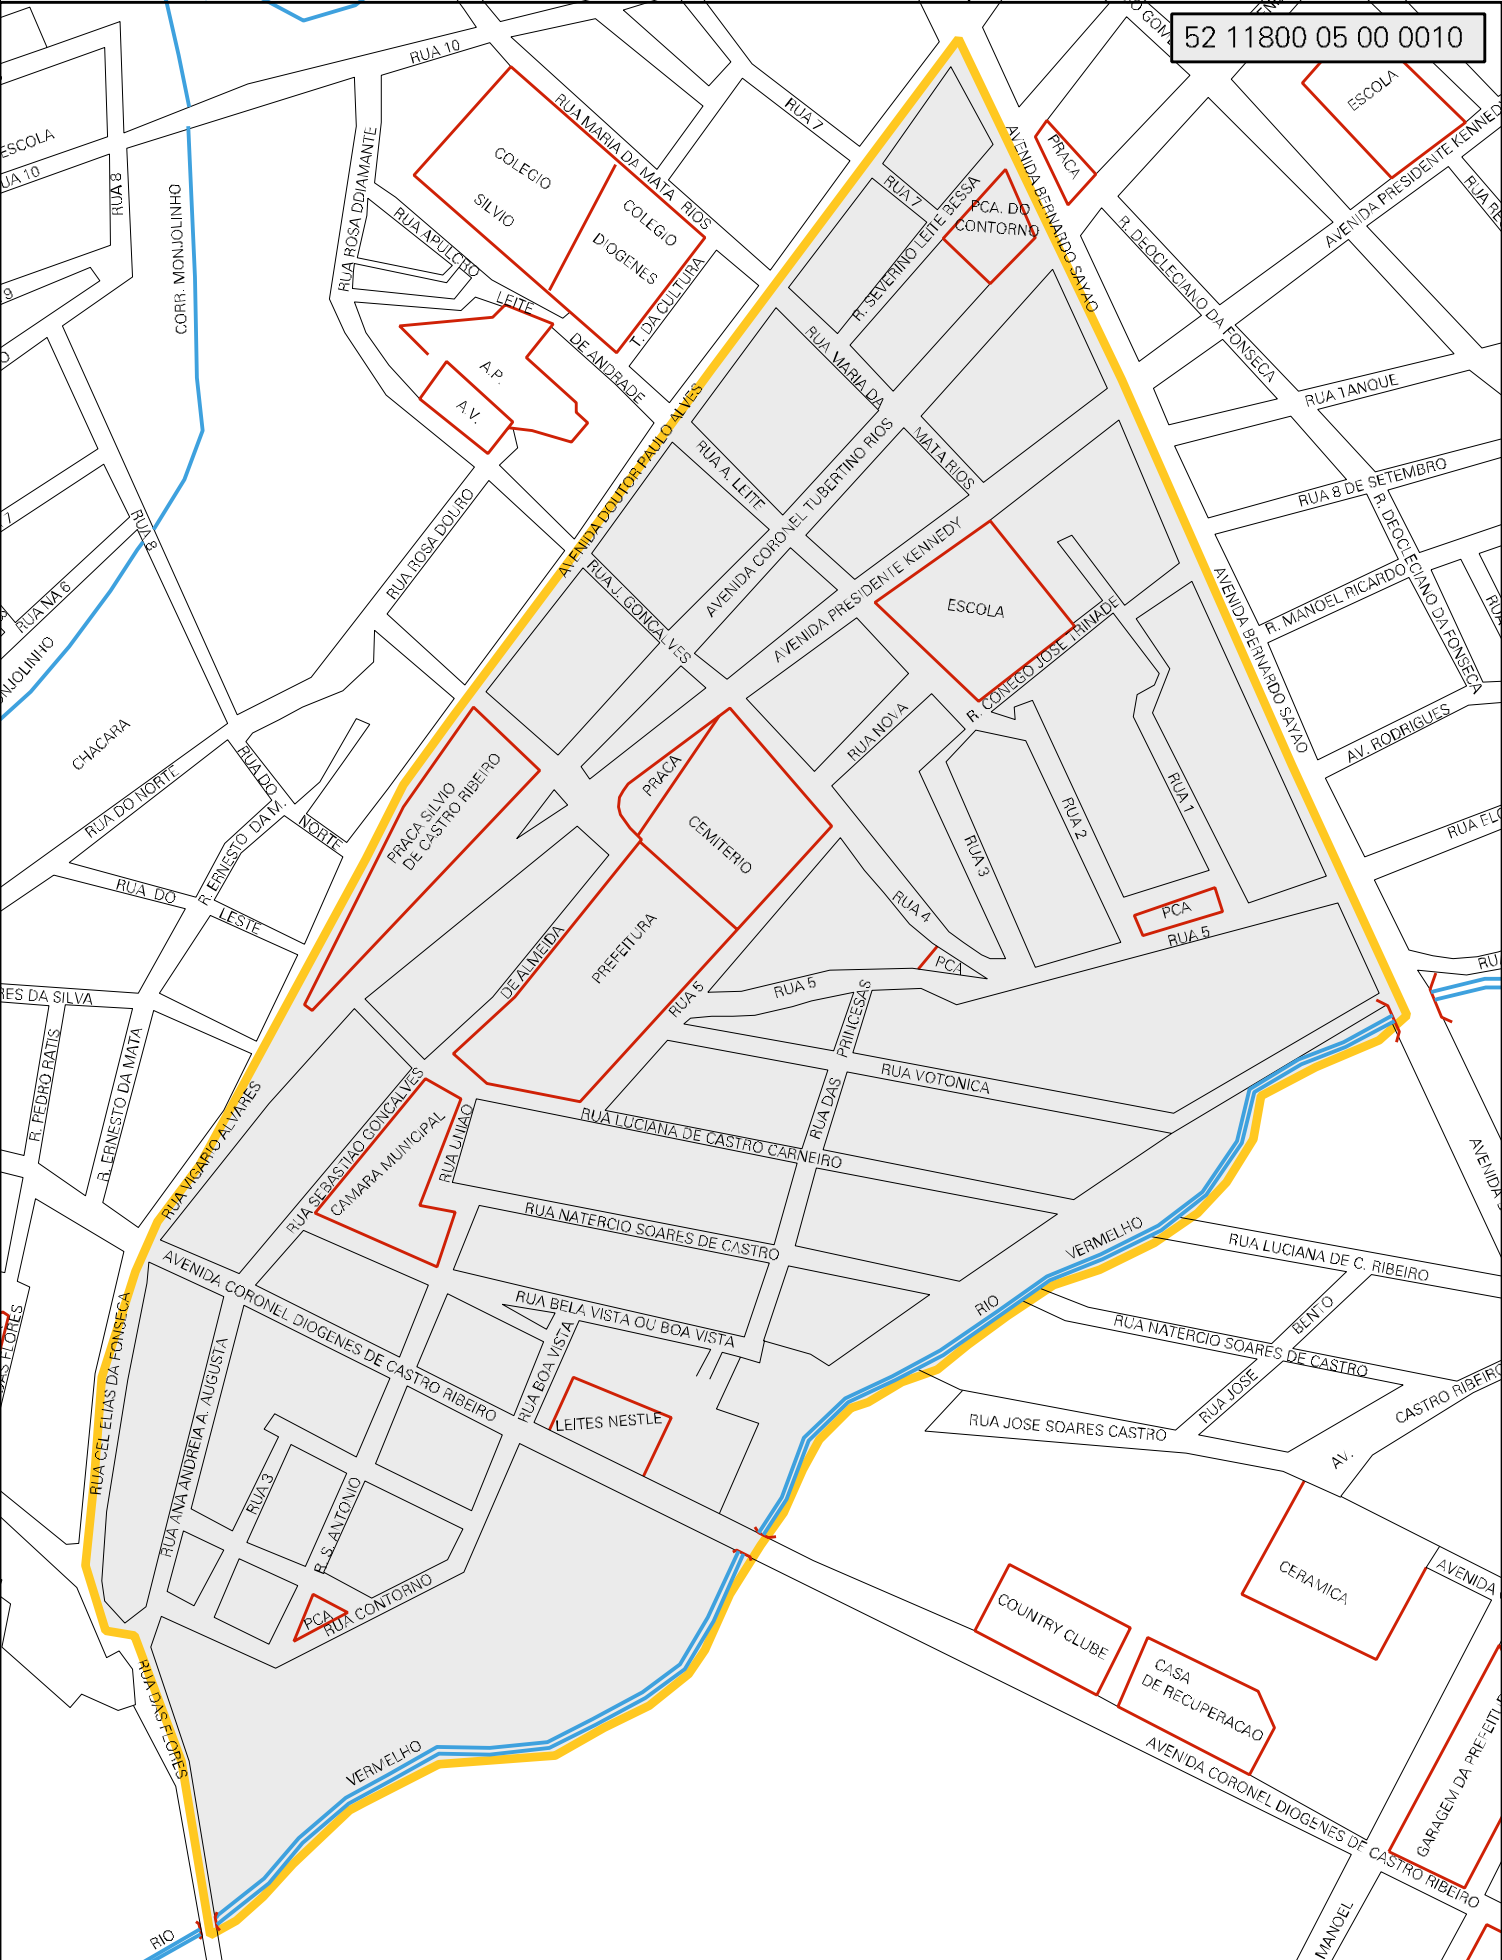 52 11800 05 00 0010
RUA 10
ESCOLA
RUA 7
RUA MARIA DA MATA RIOS
ESCOLA
PRACA
AVENIDA PRESIDENTE KENNED
COLEGIO
SILVIO
COLEGIO
DIOGENES
RUA ROSA DDIAMANTE
RUA 8
UA 10
CORR. MONJOLINHO
RUA APULCRO
LEITE
DE ANDRADE
T. DA CULTURA
RUA 7
R. SEVERINO LEITE BESSA
PCA. DO
CONTORNO
AVENIDA BERNARDO SAYAO
R. DEOCLECIANO DA FONSECA
A.P.
A.V.
RUA MARIA DA
MATA RIOS
RUA TANQUE
RUA 8 DE SETEMBRO
AVENIDA DOUTOR PAULO ALVES
RUA A. LEITE
AVENIDA CORONEL TUBERTINO RIOS
RUA J. GONCALVES
AVENIDA PRESIDENTE KENNEDY
ESCOLA
R. CONEGO JOSE TRINADE
R. DEOCLECIANO DA FONSECA
R. MANOEL RICARDO
AVENIDA BERNARDO SAYAO
AV. RODRIGUES
RUA 8
RUA ROSA DOURO
RUA NA 6
NJOLINHO
CHACARA
RUA DO NORTE
RUA DO
NORTE
R. ERNESTO DA M.
PRACA SILVIO
DE CASTRO RIBEIRO
PRACA
CEMITERIO
RUA NOVA
RUA 1
RUA 2
RUA 3
RUA 4
PCA
RUA 5
PCA
RUA DO
LESTE
DE ALMEIDA
PREFEITURA
RUA 5
RUA 5
RES DA SILVA
R. PEDRO RATIS
R. ERNESTO DA MATA
RUA DAS
PRINCESAS
RUA VOTONICA
RUA VIGARIO ALVARES
RUA SEBASTIAO GONCALVES
CAMARA MUNICIPAL
RUA UNIAO
RUA LUCIANA DE CASTRO CARNEIRO
RUA NATERCIO SOARES DE CASTRO
RIO
VERMELHO
RUA LUCIANA DE C. RIBEIRO
AVENIDA CORONEL DIOGENES DE CASTRO RIBEIRO
RUA BELA VISTA OU BOA VISTA
RUA BOA VISTA
RUA NATERCIO SOARES DE CASTRO
RUA JOSE
BENTO
RUA CEL ELIAS DA FONSECA
RUA ANA ANDREIA A. AUGUSTA
LEITES NESTLE
RUA JOSE SOARES CASTRO
AV.
CASTRO RIBEIRO
RUA 3
R. S. ANTONIO
PCA
RUA CONTORNO
COUNTRY CLUBE
CERAMICA
AVENIDA
CASA
DE RECUPERACAO
RUA DAS FLORES
GARAGEM DA PREFEITU
AVENIDA CORONEL DIOGENES DE CASTRO RIBEIRO
RIO
VERMELHO
MANOEL